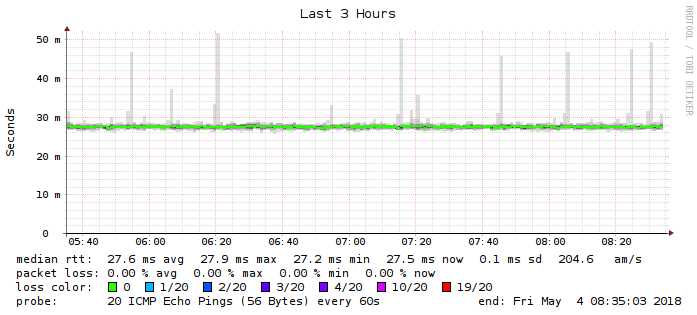 Last 3 Hours
RRDTOOL / TOBI OETIKER
Seconds
50 m
40 m
30 m
20 m
10 m
0
05:40 06:00 06:20 06:40 07:00 07:20 07:40 08:00 08:20
median rtt: 27.6 ms avg 27.9 ms max 27.2 ms min 27.5 ms now 0.1 ms sd 204.6 am/s
packet loss: 0.00 % avg 0.00 % max 0.00 % min 0.00 % now
loss color: 0 1/20 2/20 3/20 4/20 10/20 19/20
probe: 20 ICMP Echo Pings (56 Bytes) every 60s end: Fri May 4 08:35:03 2018